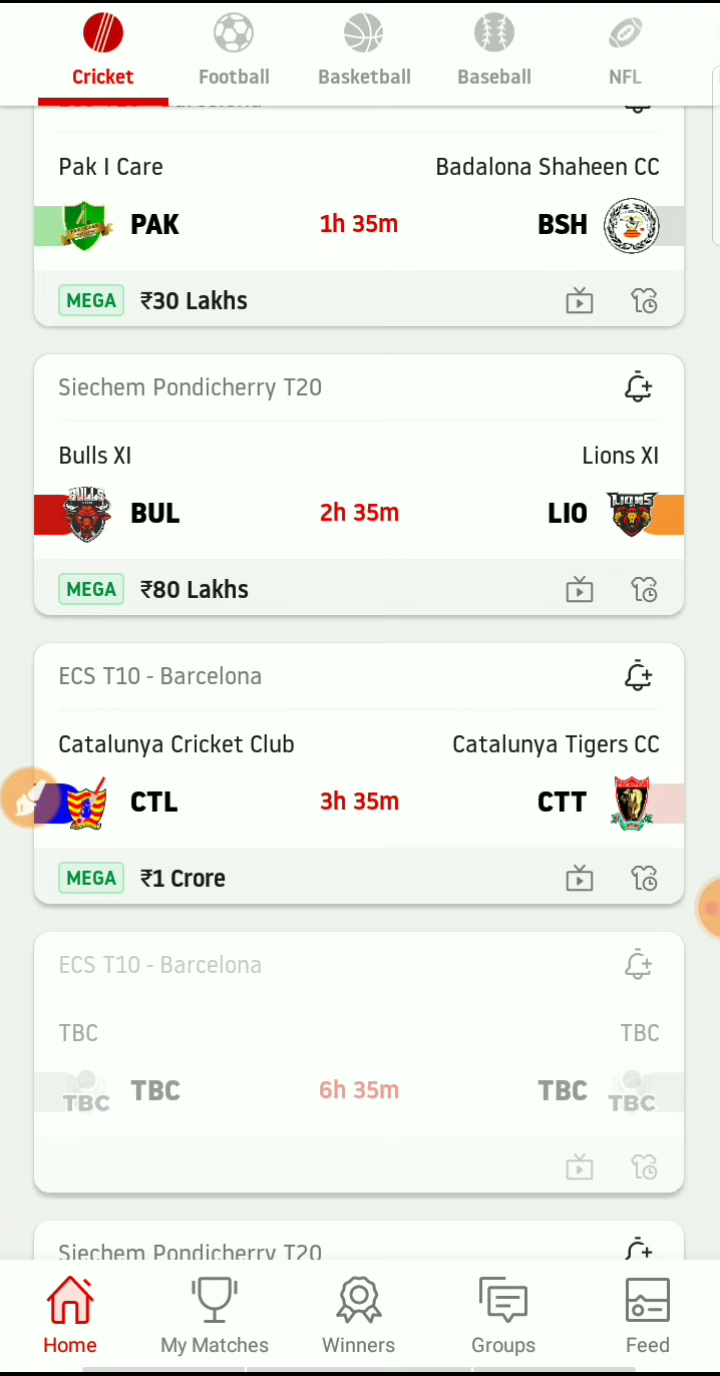 Cricket Football Basketball Baseball NFL
Pak I Care Badalona Shaheen CC
PAK 1h 35m BSH
MEGA ₹30 Lakhs
Siechem Pondicherry T20
Bulls XI Lions XI
BULLS LIONS
BUL 2h 35m LIO
MEGA ₹80 Lakhs
ECS T10 - Barcelona
Catalunya Cricket Club Catalunya Tigers CC
CTL 3h 35m CTT
MEGA ₹1 Crore
ECS T10 - Barcelona
TBC TBC
TBC TBC 6h 35m TBC TBC
Siechem Pondicherry T20
Home My Matches Winners Groups Feed